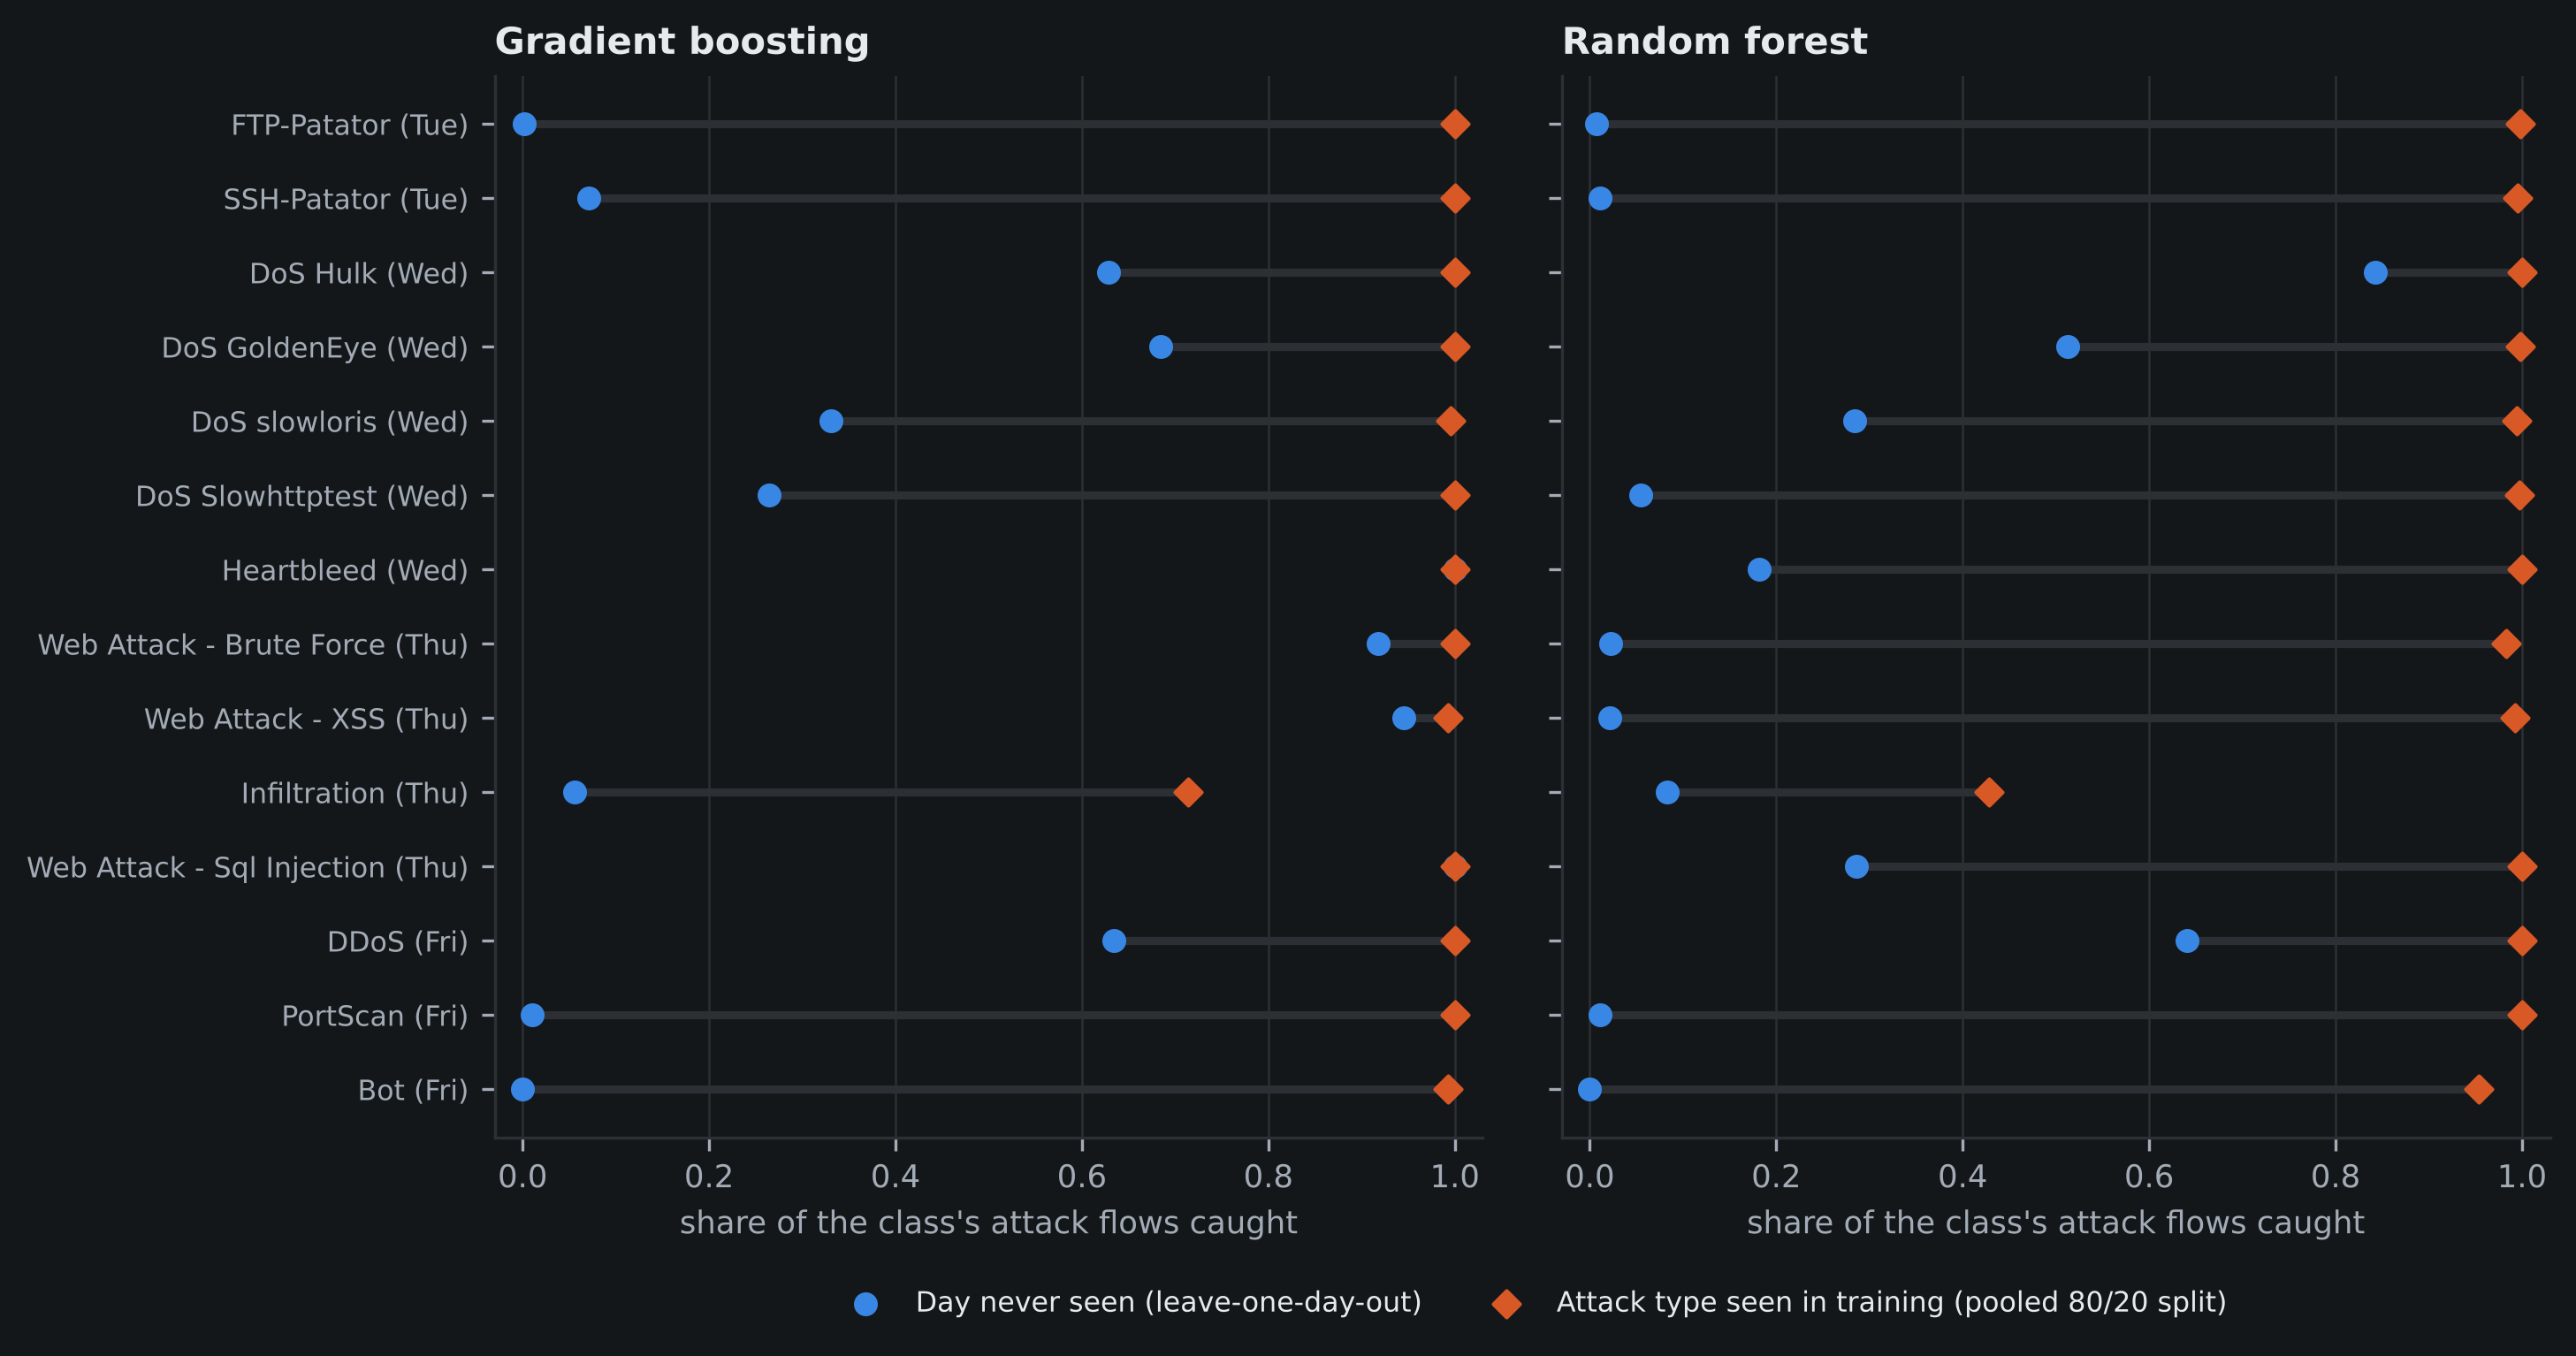 Gradient boosting
Random forest
FTP-Patator (Tue)
SSH-Patator (Tue)
DoS Hulk (Wed)
DoS GoldenEye (Wed)
DoS slowloris (Wed)
DoS Slowhttptest (Wed)
Heartbleed (Wed)
Web Attack - Brute Force (Thu)
Web Attack - XSS (Thu)
Infiltration (Thu)
Web Attack - Sql Injection (Thu)
DDoS (Fri)
PortScan (Fri)
Bot (Fri)
0.0 0.2 0.4 0.6 0.8 1.0
0.0 0.2 0.4 0.6 0.8 1.0
share of the class's attack flows caught
share of the class's attack flows caught
Day never seen (leave-one-day-out)
Attack type seen in training (pooled 80/20 split)